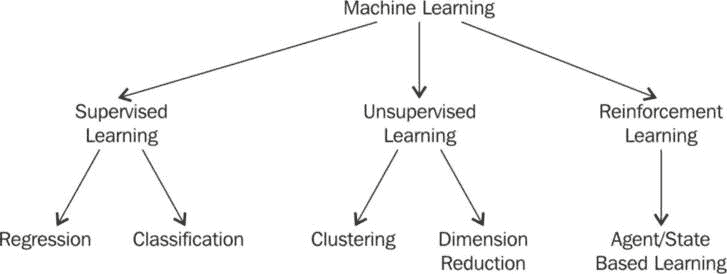 Machine Learning
Supervised
Learning
Unsupervised
Learning
Reinforcement
Learning
Regression
Classification
Clustering
Dimension
Reduction
Agent/State
Based Learning